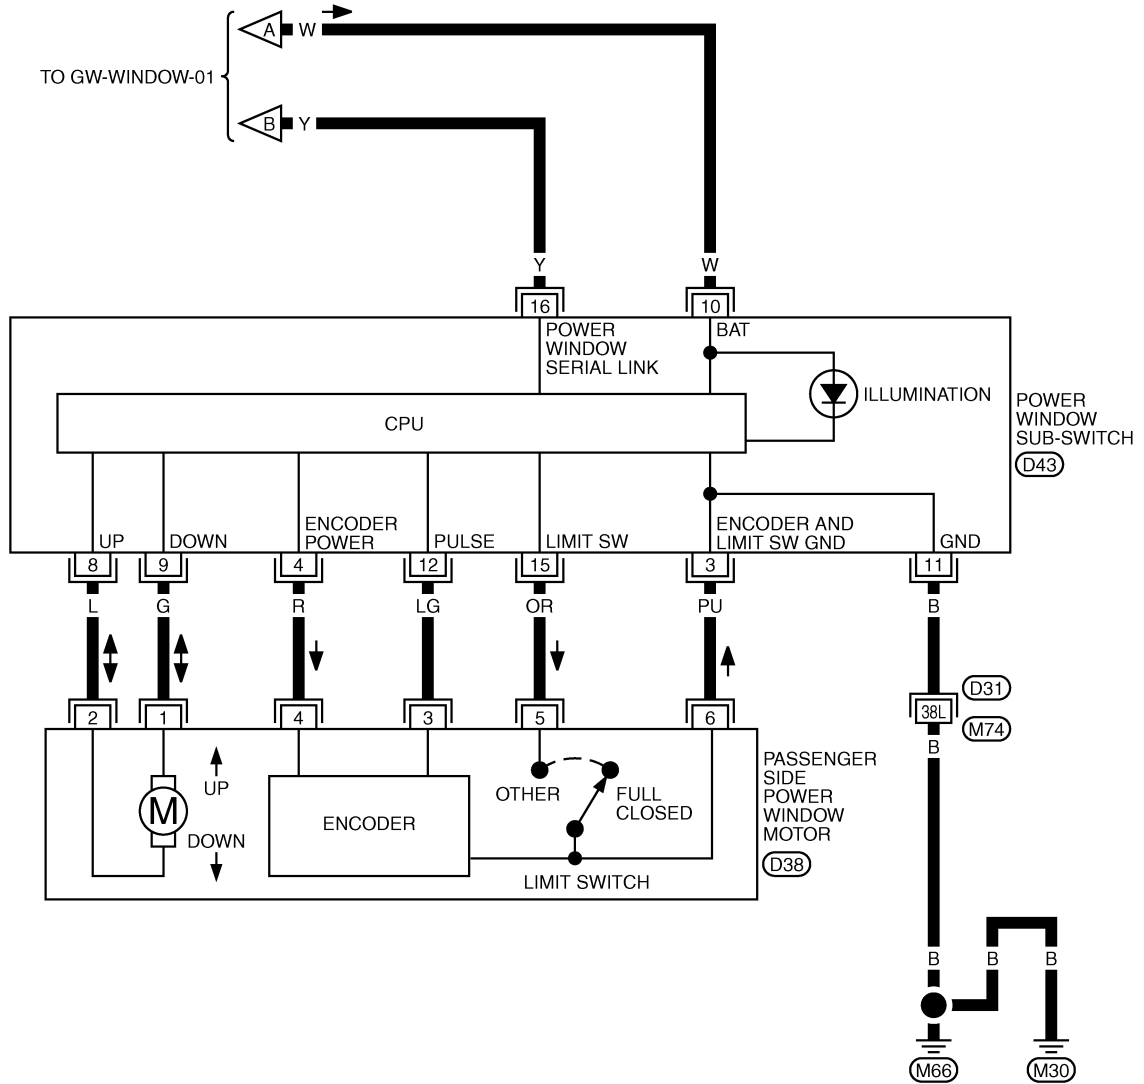 A W
TO GW-WINDOW-01
B Y
Y W
16 10
POWER
WINDOW
SERIAL LINK
BAT
ILLUMINATION
CPU
POWER
WINDOW
SUB-SWITCH
D43
UP
DOWN
ENCODER
POWER
PULSE
LIMIT SW
ENCODER AND
LIMIT SW GND
GND
8 9 4 12 15 3 11
L G R LG OR PU B
D31
38L
M74
B
2 1 4 3 5 6
M
UP
DOWN
ENCODER
OTHER
FULL
CLOSED
LIMIT SWITCH
PASSENGER
SIDE
POWER
WINDOW
MOTOR
D38
B B B
M66 M30